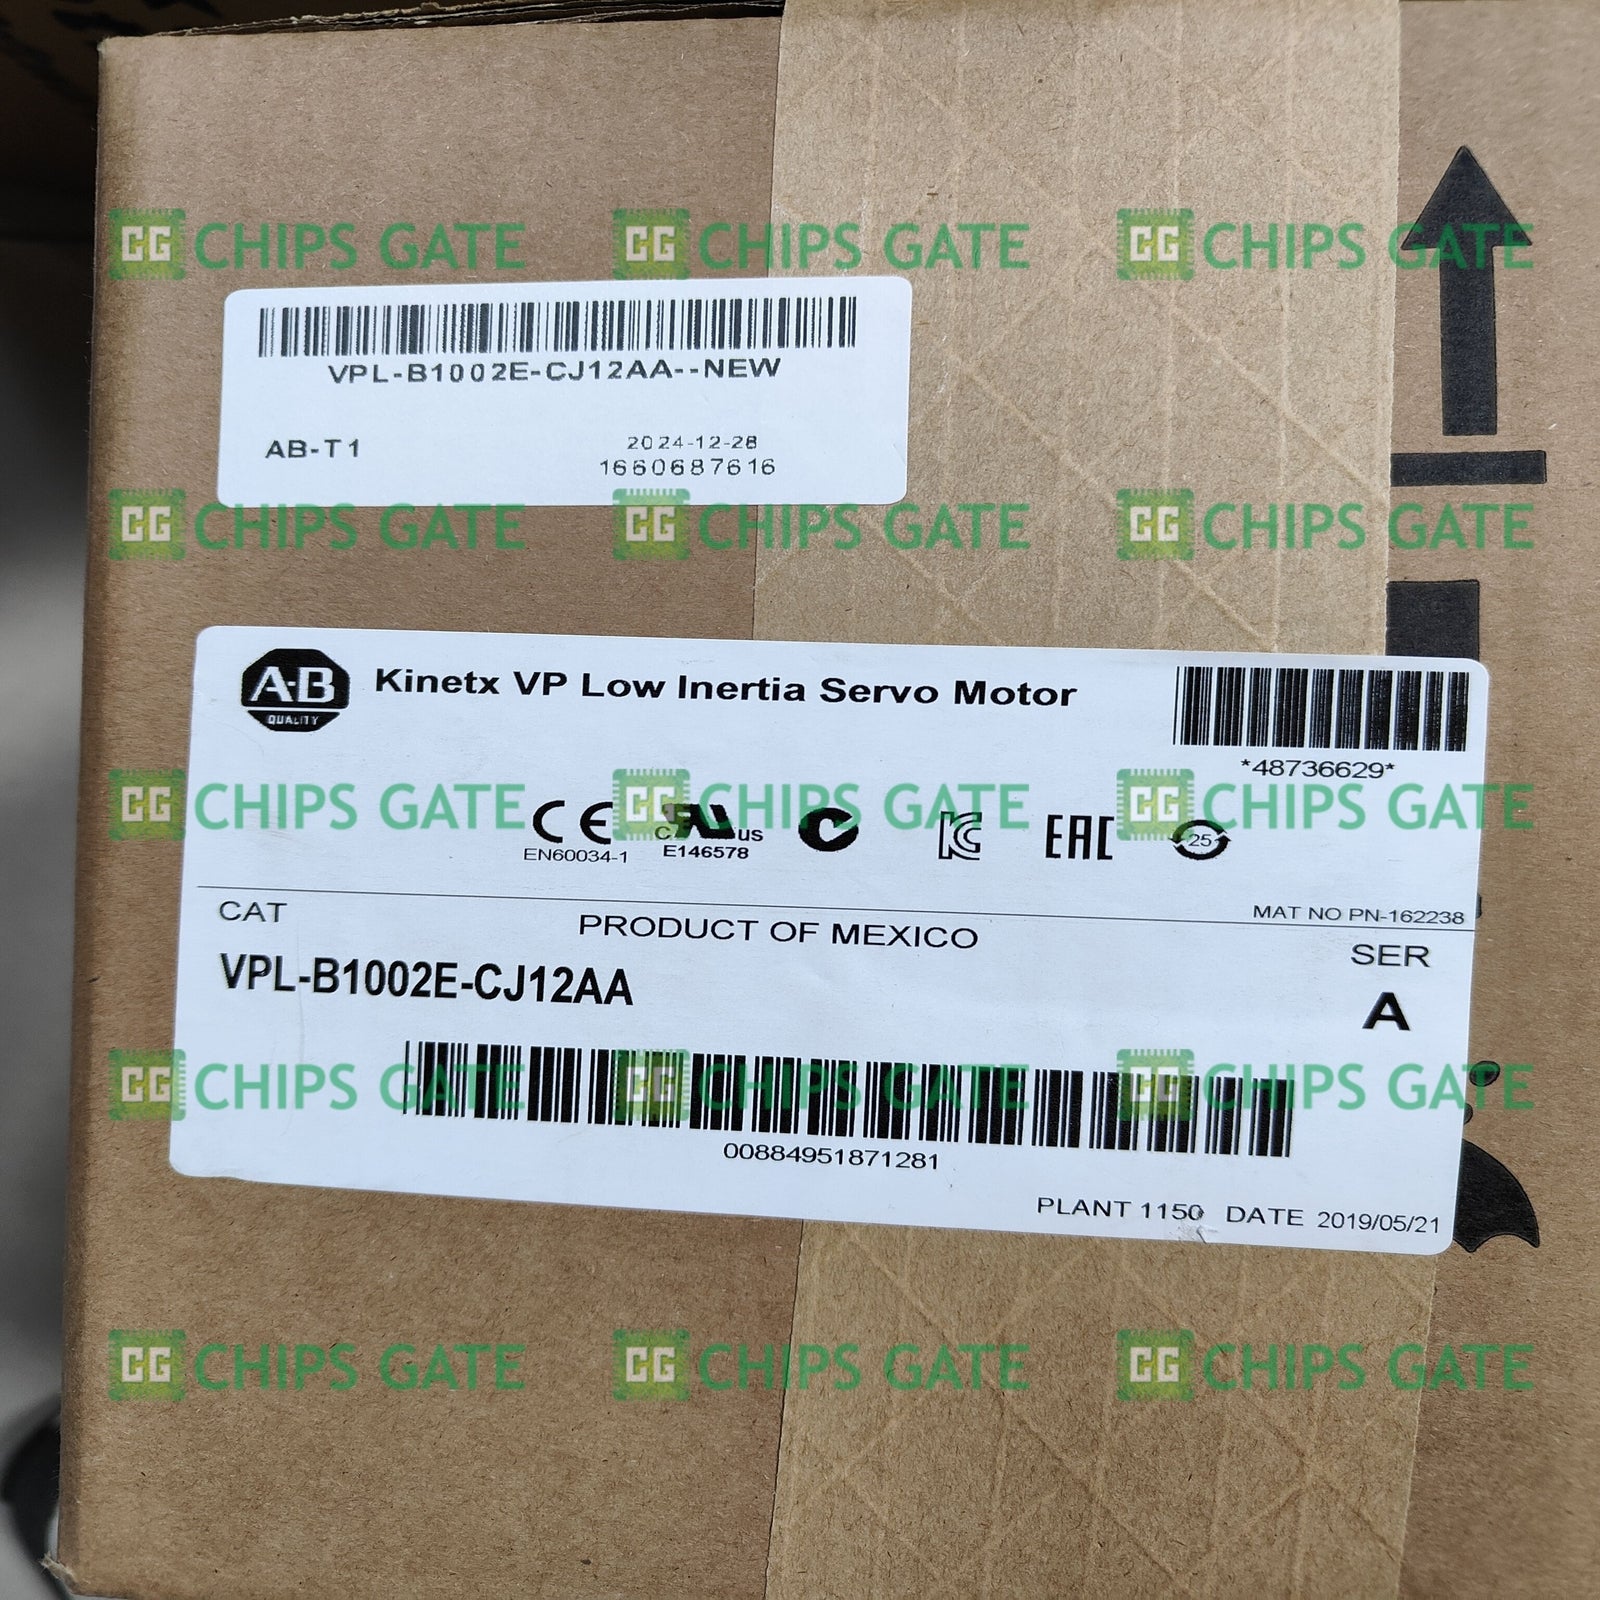 CG CHIPS GATE CG CHIPS GATE CG CHIPS GATE
VPL-B1002E-CJ12AA--NEW
AB-T1
2024-12-28
1660687616
CG CHIPS GATE CG CHIPS GATE CG CHIPS GATE
A-B
QUALITY
Kinetx VP Low Inertia Servo Motor
*48736629*
CG CHIPS GATE CG CHIPS GATE CG CHIPS GATE
CE
EN60034-1
us
E146578
EAC
25
MAT NO PN-162238
CAT
PRODUCT OF MEXICO
SER
VPL-B1002E-CJ12AA
A
CG CHIPS GATE CG CHIPS GATE CG CHIPS GATE
00884951871281
PLANT 1150 DATE 2019/05/21
CG CHIPS GATE CG CHIPS GATE CG CHIPS GATE